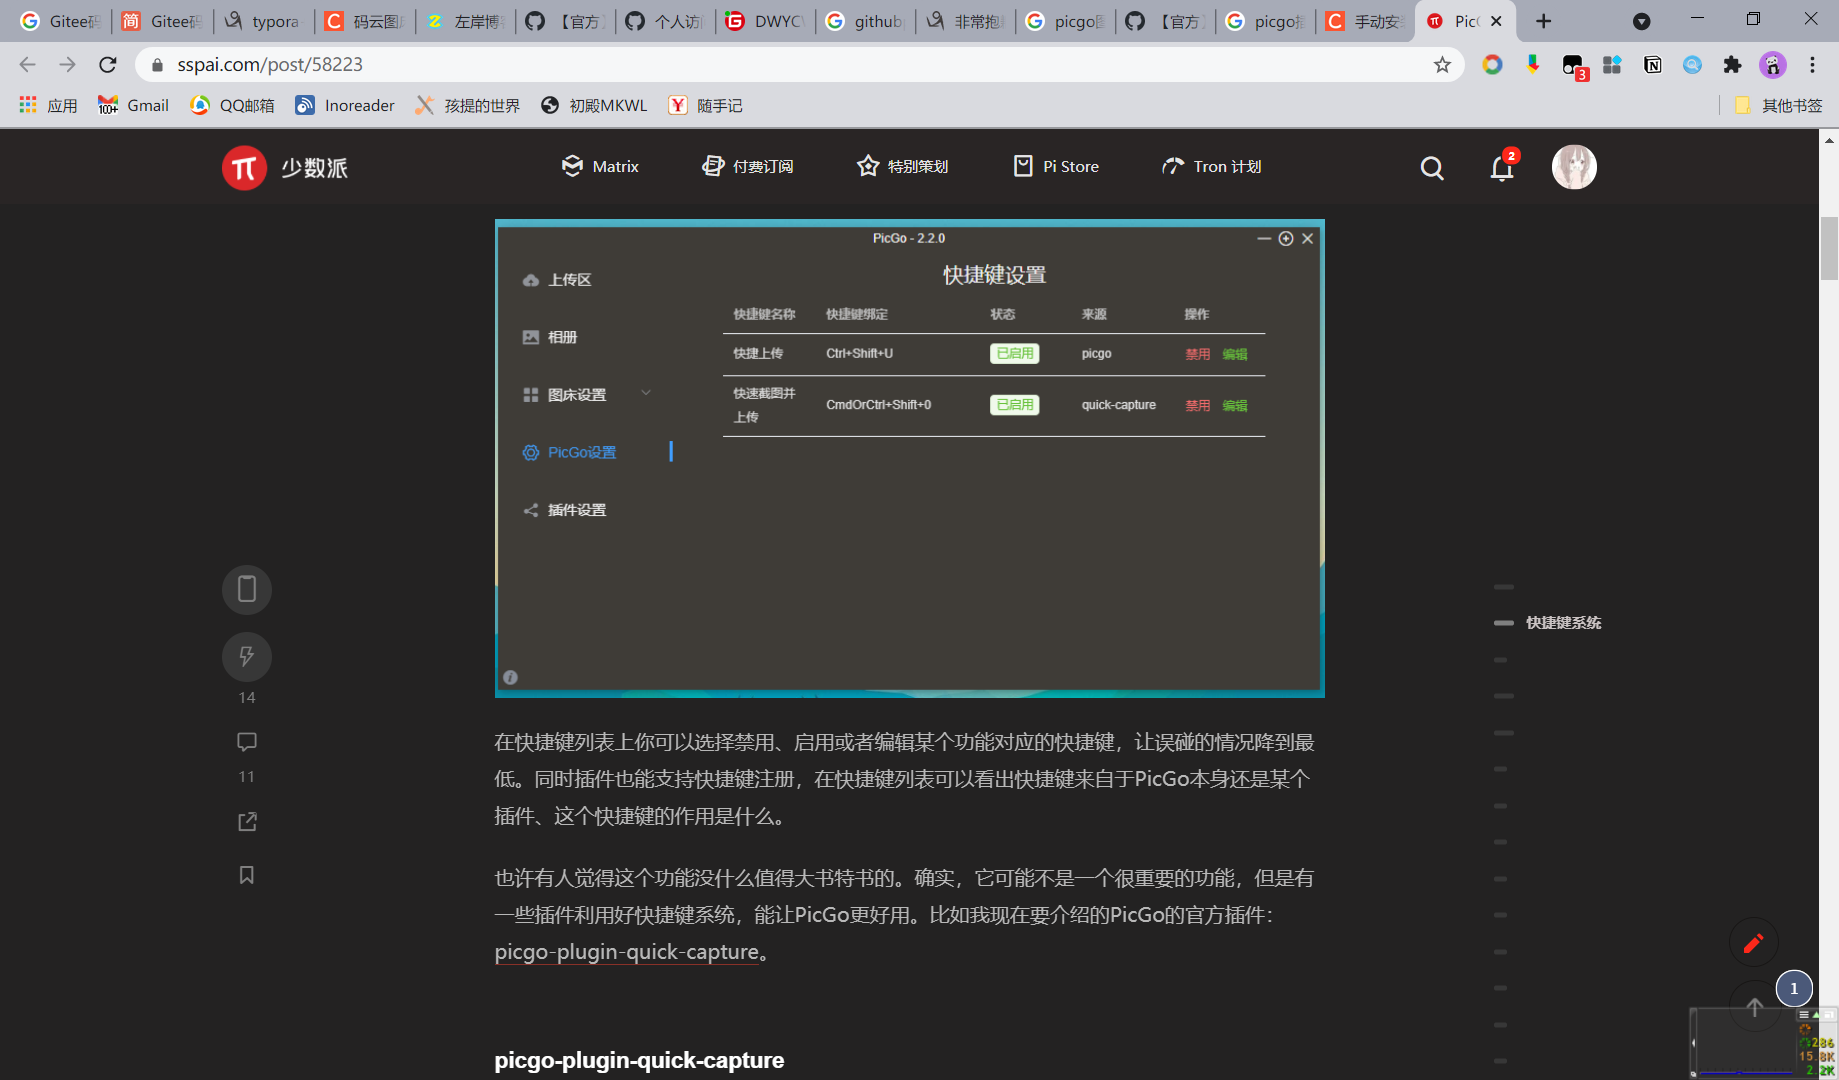 Gitee码
简 Gitee码
typora
C 码云图
左岸博
【官方
个人访
DWYC
github
非常抱
picgo图
【官方
picgo
C 手动安
Pic
sspai.com/post/58223
3
应用
10+ Gmail
QQ邮箱
Inoreader
孩提的世界
初殿MKWL
随手记
其他书签
少数派
Matrix
付费订阅
特别策划
Pi Store
Tron 计划
2
PicGo - 2.2.0
上传区
相册
图床设置
PicGo设置
插件设置
快捷键设置
快捷键名称 快捷键绑定 状态 来源 操作
快捷上传 Ctrl+Shift+U 已启用 picgo 禁用 编辑
快速截图并
上传 CmdOrCtrl+Shift+0 已启用 quick-capture 禁用 编辑
14
11
快捷键系统
在快捷键列表上你可以选择禁用、启用或者编辑某个功能对应的快捷键，让误碰的情况降到最
低。同时插件也能支持快捷键注册，在快捷键列表可以看出快捷键来自于PicGo本身还是某个
插件、这个快捷键的作用是什么。
也许有人觉得这个功能没什么值得大书特书的。确实，它可能不是一个很重要的功能，但是有
一些插件利用好快捷键系统，能让PicGo更好用。比如我现在要介绍的PicGo的官方插件：
picgo-plugin-quick-capture。
picgo-plugin-quick-capture
1
286
15.8K
2.2K